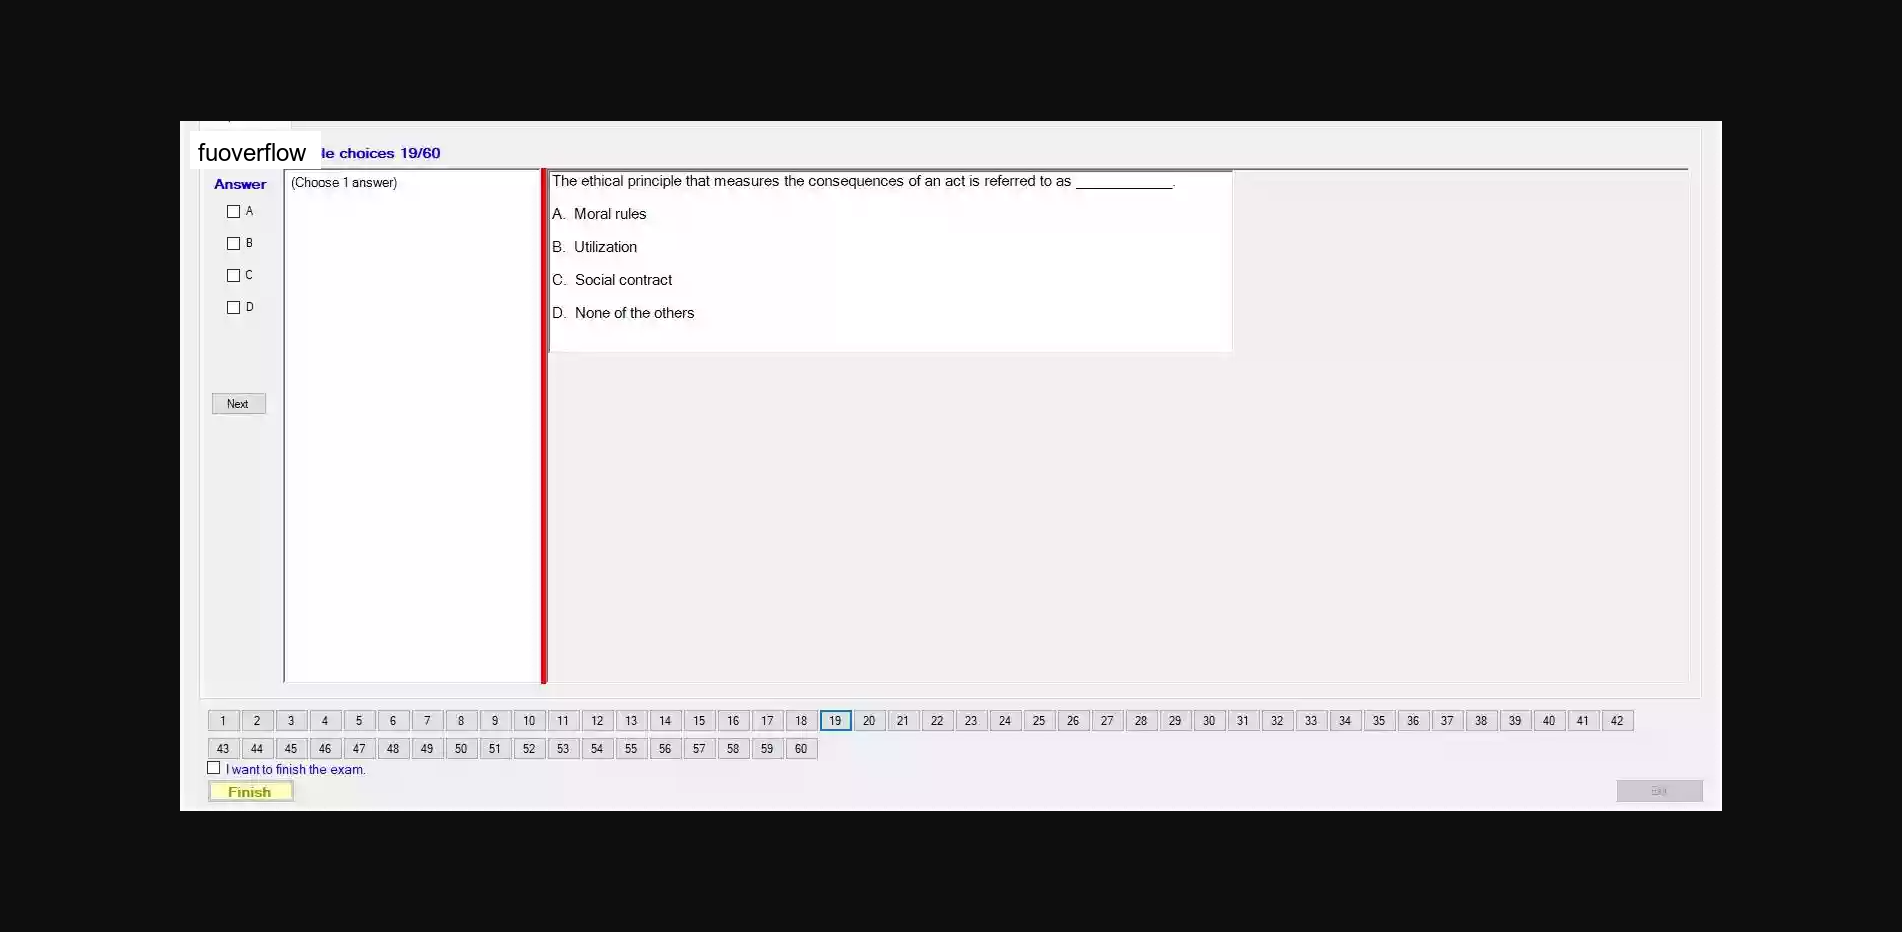 fuoverflow
le choices 19/60
Answer
(Choose 1 answer)
A
B
C
D
Next
The ethical principle that measures the consequences of an act is referred to as ____________.
A. Moral rules
B. Utilization
C. Social contract
D. None of the others
1 2 3 4 5 6 7 8 9 10 11 12 13 14 15 16 17 18 19 20 21 22 23 24 25 26 27 28 29 30 31 32 33 34 35 36 37 38 39 40 41 42
43 44 45 46 47 48 49 50 51 52 53 54 55 56 57 58 59 60
I want to finish the exam.
Finish